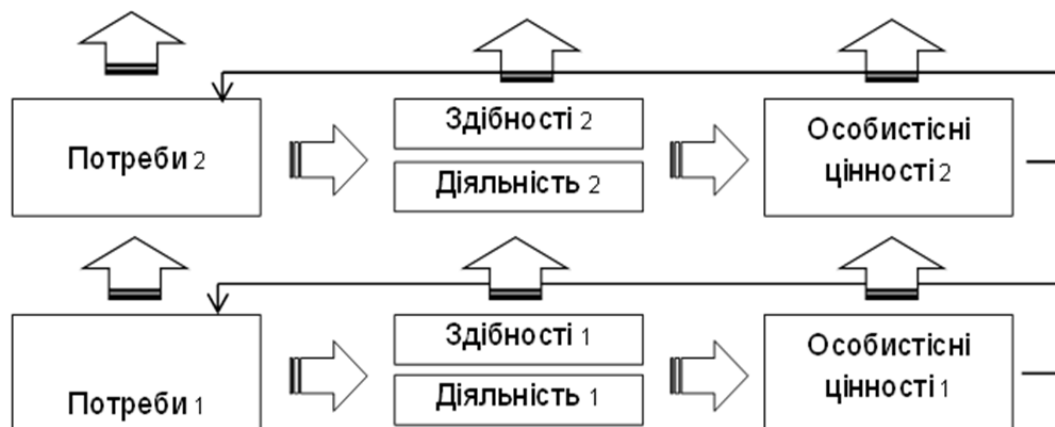 Потреби 2
Здібності 2
Діяльність 2
Особистісні
цінності 2
Потреби 1
Здібності 1
Діяльність 1
Особистісні
цінності 1